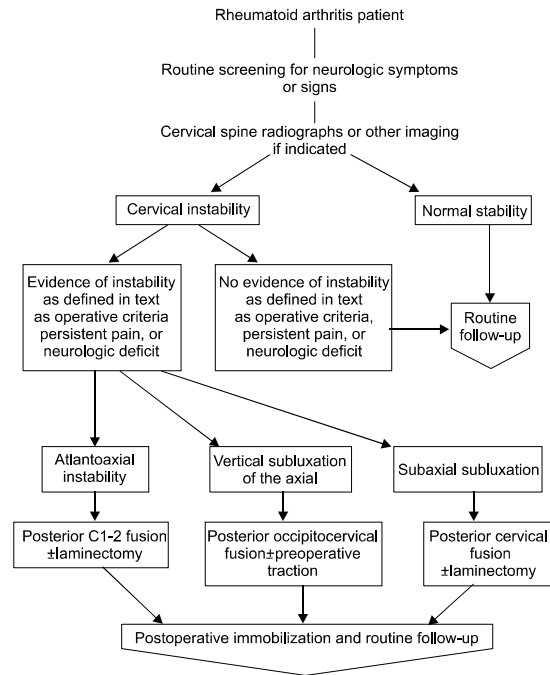 Rheumatoid arthritis patient
Routine screening for neurologic symptoms
or signs
Cervical spine radiographs or other imaging
if indicated
Cervical instability
Normal stability
Evidence of instability
as defined in text
as operative criteria
persistent pain, or
neurologic deficit
No evidence of instability
as defined in text
as operative criteria,
persistent pain, or
neurologic deficit
Routine
follow-up
Atlantoaxial
instability
Vertical subluxation
of the axial
Subaxial subluxation
Posterior C1-2 fusion
±laminectomy
Posterior occipitocervical
fusion±preoperative
traction
Posterior cervical
fusion
±laminectomy
Postoperative immobilization and routine follow-up